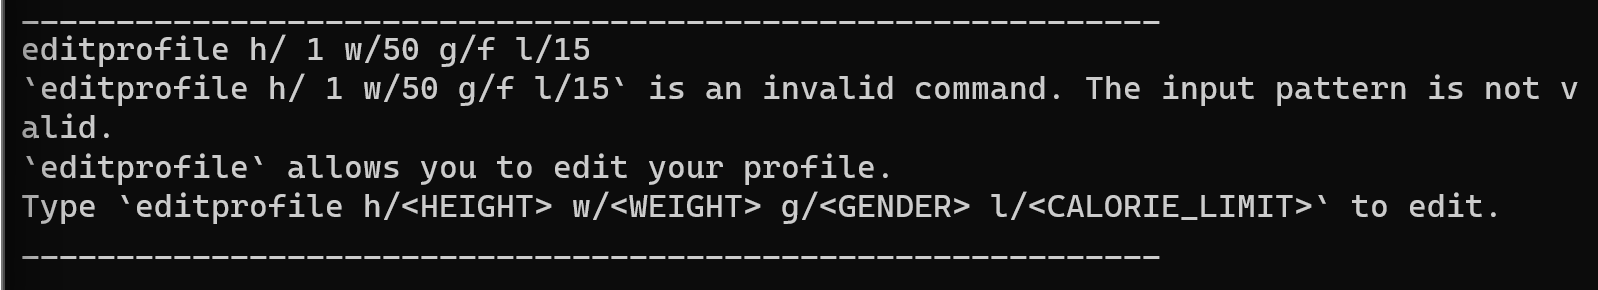 ____________________________________________________________
editprofile h/ 1 w/50 g/f l/15
`editprofile h/ 1 w/50 g/f l/15` is an invalid command. The input pattern is not v
alid.
`editprofile` allows you to edit your profile.
Type `editprofile h/<HEIGHT> w/<WEIGHT> g/<GENDER> l/<CALORIE_LIMIT>` to edit.
____________________________________________________________